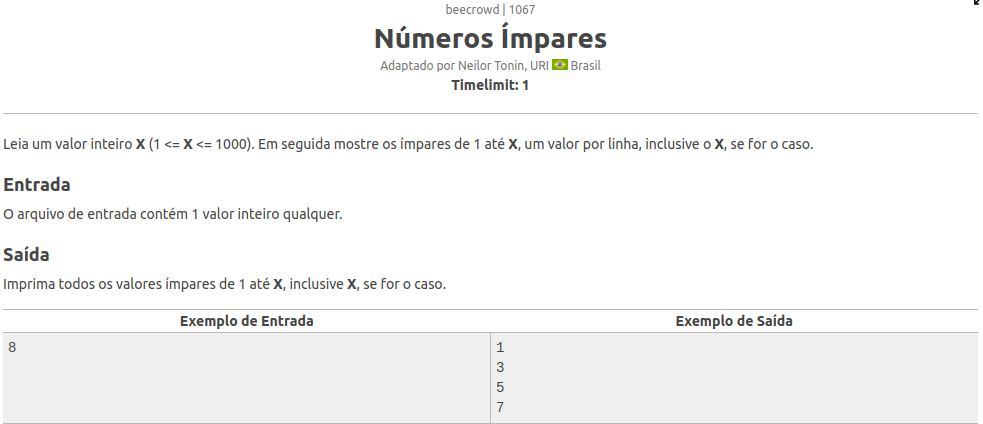 beecrowd | 1067
Números Ímpares
Adaptado por Neilor Tonin, URI Brasil
Timelimit: 1
Leia um valor inteiro X (1 <= X <= 1000). Em seguida mostre os ímpares de 1 até X, um valor por linha, inclusive o X, se for o caso.
Entrada
O arquivo de entrada contém 1 valor inteiro qualquer.
Saída
Imprima todos os valores ímpares de 1 até X, inclusive X, se for o caso.
Exemplo de Entrada Exemplo de Saída
8 1
3
5
7